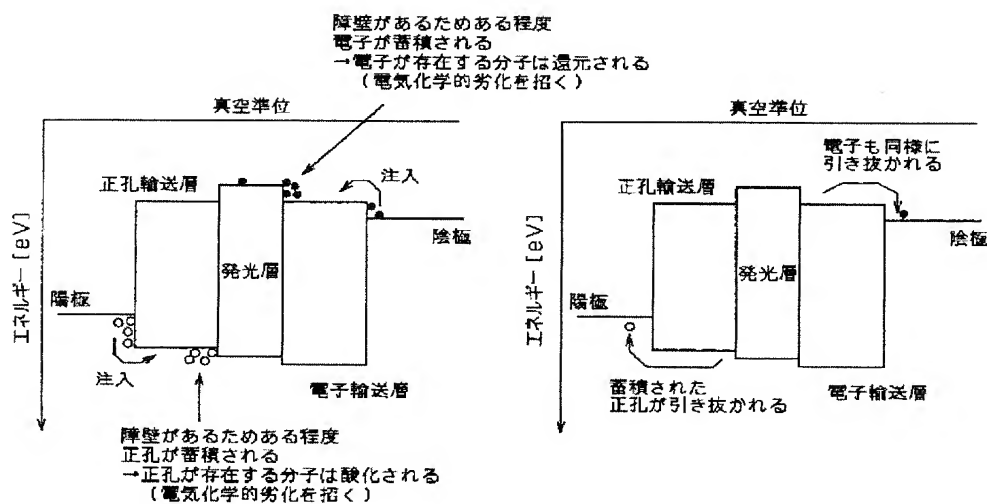 障壁があるためある程度
電子が蓄積される
→電子が存在する分子は還元される
(電気化学的劣化を招く)
真空準位
正孔輸送層
注入
陰極
発光層
エネルギー[eV]
陽極
注入
電子輸送層
障壁があるためある程度
正孔が蓄積される
→正孔が存在する分子は酸化される
(電気化学的劣化を招く)
真空準位
電子も同様に
引き抜かれる
正孔輸送層
陰極
発光層
エネルギー[eV]
陽極
蓄積された
正孔が引き抜かれる
電子輸送層